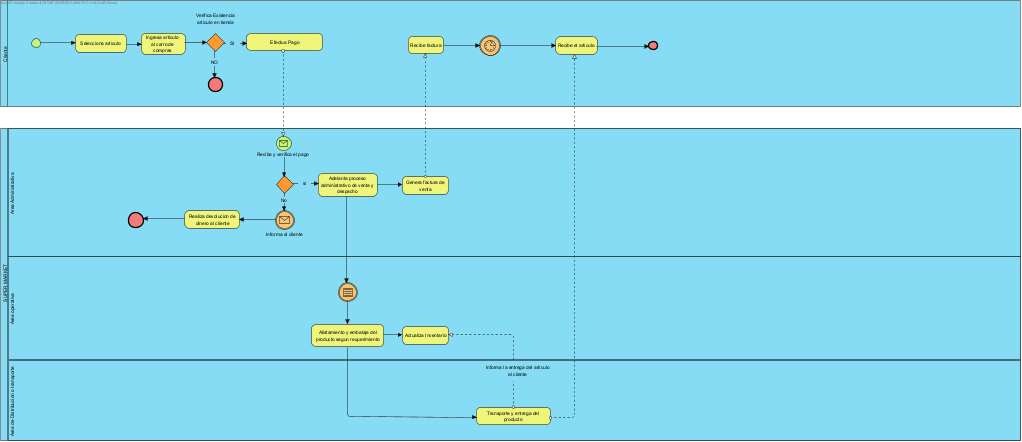 Verifica Existencia
articulo en tienda
Selecciona articulo
Ingresa articulo
al carro de
compras
SI
Efectua Pago
NO
Recibe factura
Recibe el articulo
Cliente
Recibe y verifica el pago
Adelanta proceso
administrativo de venta y
despacho
si
Genera factura de
venta
No
Realiza devolucion de
dinero al cliente
Informa al cliente
Area Administrativa
SUPER MARKET
Area operativa
Alistamiento y embalaje del
producto segun requerimiento
Actualiza Inventario
Informa la entrega del articulo
al cliente
Transporte y entrega del
producto
Area de Distribucion o transporte